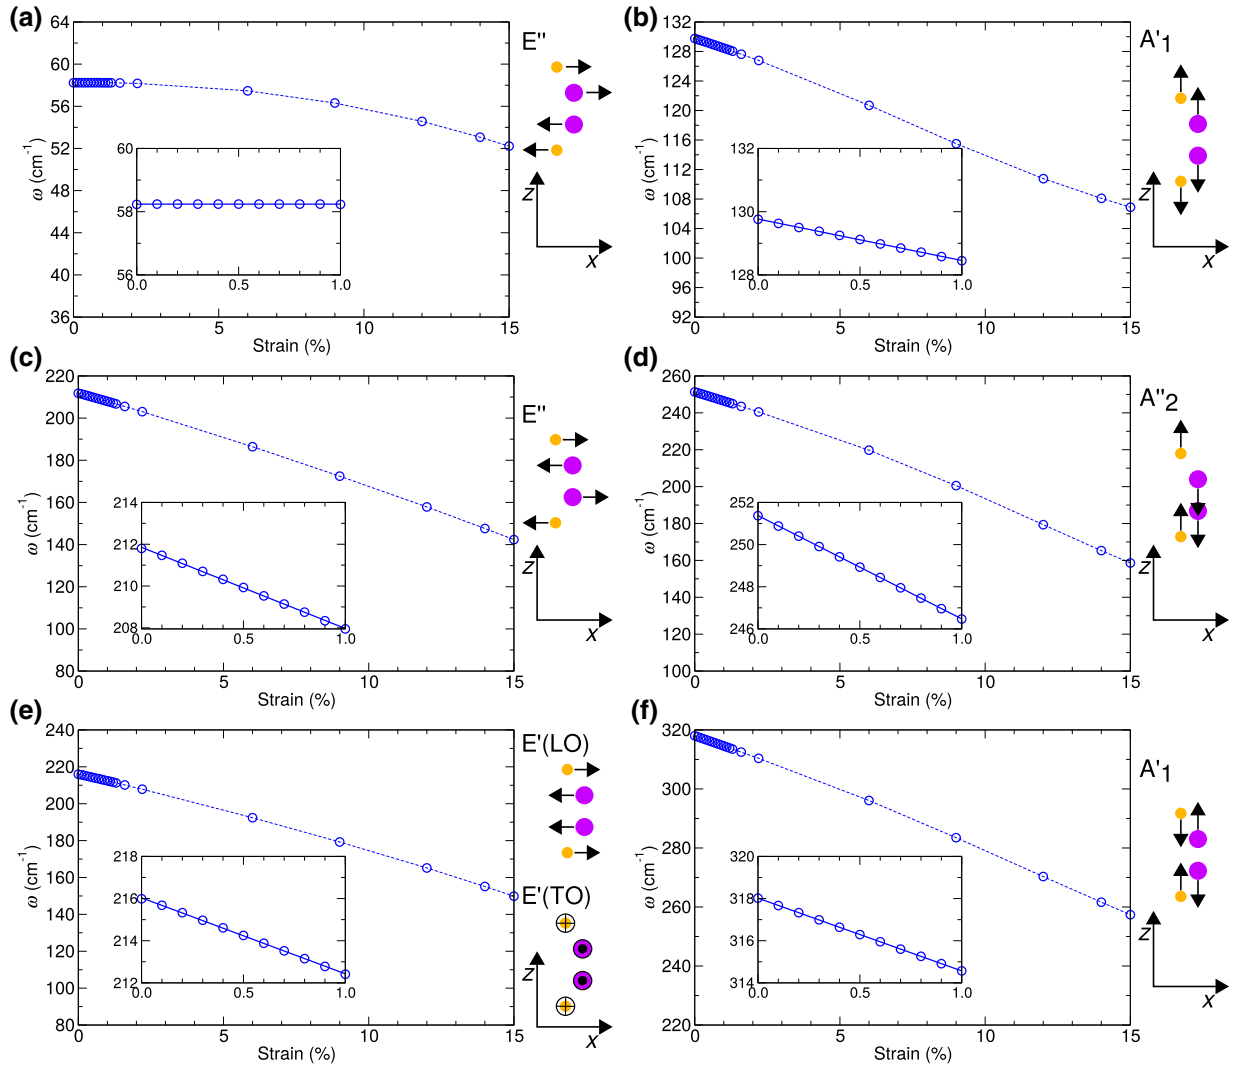 (a)
64
60
56
52
48
44
40
36
ω (cm-1)
60
58
56
0.0 0.5 1.0
0 5 10 15
Strain (%)
E"
z
x
(b)
132
128
124
120
116
112
108
104
100
96
92
ω (cm-1)
132
130
128
0.0 0.5 1.0
0 5 10 15
Strain (%)
A'1
z
x
(c)
220
200
180
160
140
120
100
80
ω (cm-1)
214
212
210
208
0.0 0.5 1.0
0 5 10 15
Strain (%)
E"
z
x
(d)
260
240
220
200
180
160
140
120
100
ω (cm-1)
252
250
248
246
0.0 0.5 1.0
0 5 10 15
Strain (%)
A"2
z
x
(e)
240
220
200
180
160
140
120
100
80
ω (cm-1)
218
216
214
212
0.0 0.5 1.0
0 5 10 15
Strain (%)
E'(LO)
E'(TO)
z
x
(f)
320
300
280
260
240
220
ω (cm-1)
320
318
316
314
0.0 0.5 1.0
0 5 10 15
Strain (%)
A'1
z
x